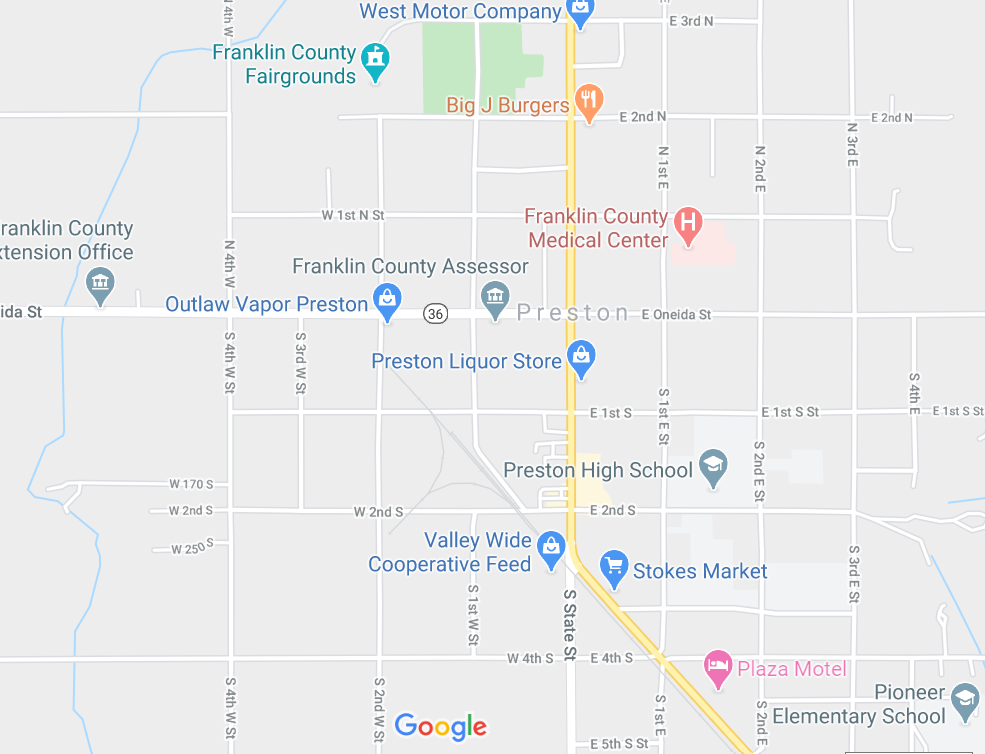 West Motor Company
E 3rd N
N 4th W
Franklin County
Fairgrounds
Big J Burgers
E 2nd N
E 2nd N
N 1st E
N 2nd E
N 3rd E
W 1st N St
Franklin County
Medical Center
ranklin County
xtension Office
N 4th W
Franklin County Assessor
Outlaw Vapor Preston
ida St
36
Preston
E Oneida St
S 4th W St
S 3rd W St
Preston Liquor Store
S 1st E St
S 4th E
E 1st S
E 1st S St
E 1st S St
Preston High School
S 2nd E St
W 170 S
W 2nd S
W 2nd S
E 2nd S
W 250 S
Valley Wide
Cooperative Feed
Stokes Market
S 3rd E St
S 1st W St
S State St
W 4th S
E 4th S
Plaza Motel
S 4th W St
S 2nd W St
S 1st E
S 2nd E
Pioneer
Elementary School
Google
E 5th S St